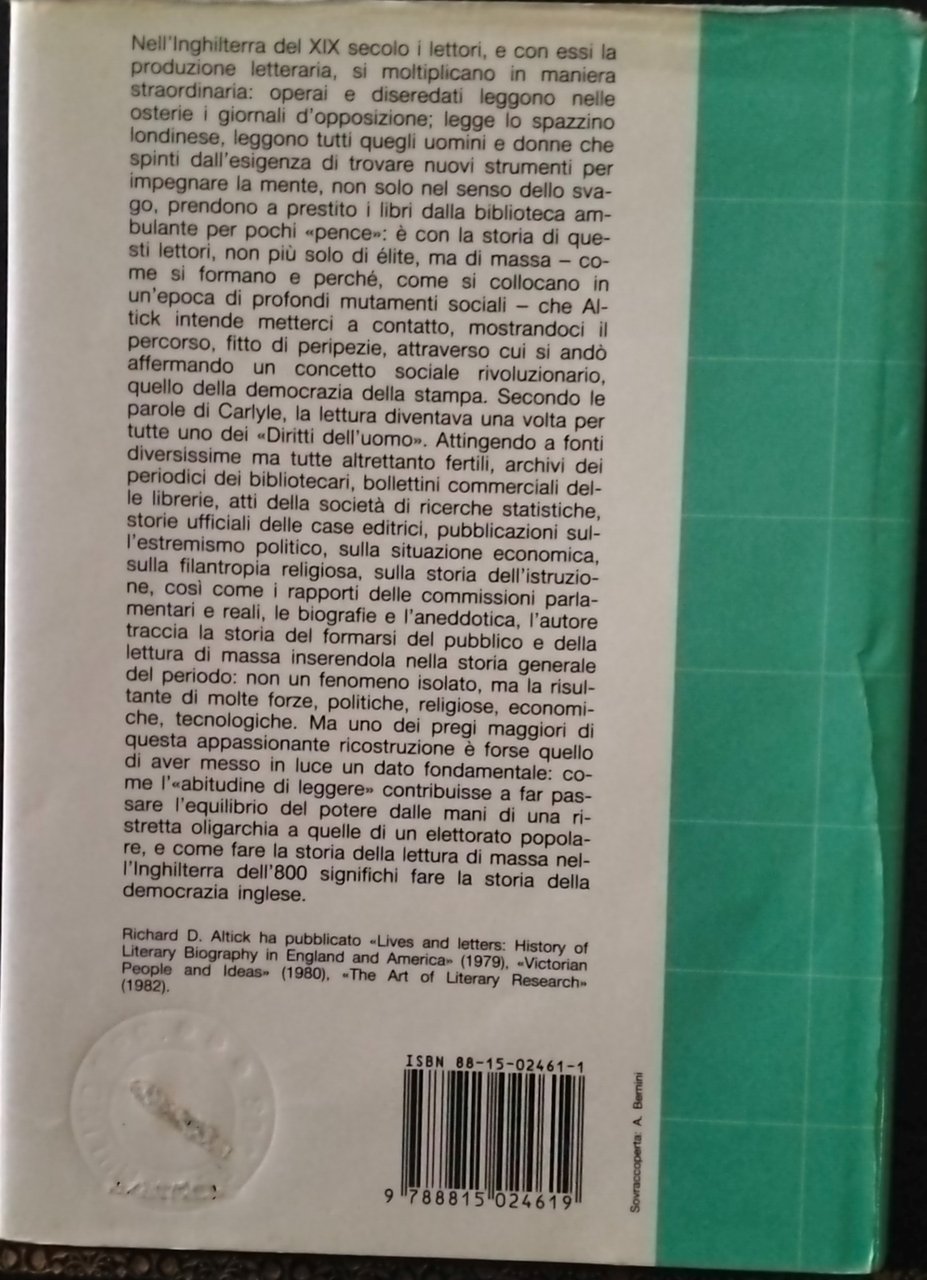 Nell'Inghilterra del XIX secolo i lettori, e con essi la
produzione letteraria, si moltiplicano in maniera
straordinaria: operai e diseredati leggono nelle
osterie i giornali d'opposizione; legge lo spazzino
londinese, leggono tutti quegli uomini e donne che
spinti dall'esigenza di trovare nuovi strumenti per
impegnare la mente, non solo nel senso dello sva-
go, prendono a prestito i libri dalla biblioteca am-
bulante per pochi «pence»: è con la storia di que-
sti lettori, non più solo di élite, ma di massa – co-
me si formano e perché, come si collocano in
un'epoca di profondi mutamenti sociali – che Al-
tick intende metterci a contatto, mostrandoci il
percorso, fitto di peripezie, attraverso cui si andò
affermando un concetto sociale rivoluzionario,
quello della democrazia della stampa. Secondo le
parole di Carlyle, la lettura diventava una volta per
tutte uno dei «Diritti dell'uomo». Attingendo a fonti
diversissime ma tutte altrettanto fertili, archivi dei
periodici dei bibliotecari, bollettini commerciali del-
le librerie, atti della società di ricerche statistiche,
storie ufficiali delle case editrici, pubblicazioni sul-
l'estremismo politico, sulla situazione economica,
sulla filantropia religiosa, sulla storia dell'istruzio-
ne, così come i rapporti delle commissioni parla-
mentari e reali, le biografie e l'aneddotica, l'autore
traccia la storia del formarsi del pubblico e della
lettura di massa inserendola nella storia generale
del periodo: non un fenomeno isolato, ma la risul-
tante di molte forze, politiche, religiose, economi-
che, tecnologiche. Ma uno dei pregi maggiori di
questa appassionante ricostruzione è forse quello
di aver messo in luce un dato fondamentale: co-
me l'«abitudine di leggere» contribuisse a far pas-
sare l'equilibrio del potere dalle mani di una ri-
stretta oligarchia a quelle di un elettorato popola-
re, e come fare la storia della lettura di massa nel-
l'Inghilterra dell'800 significhi fare la storia della
democrazia inglese.
Richard D. Altick ha pubblicato «Lives and letters: History of
Literary Biography in England and America» (1979), «Victorian
People and Ideas» (1980), «The Art of Literary Research»
(1982).
ISBN 88-15-02461-1
9 788815 024619
Sovraccoperta: A. Bernini